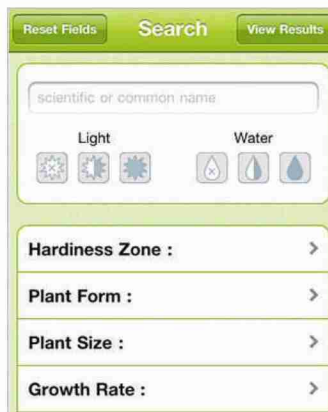 Reset Fields Search View Results
scientific or common name
Light Water
Hardiness Zone :
Plant Form :
Plant Size :
Growth Rate :